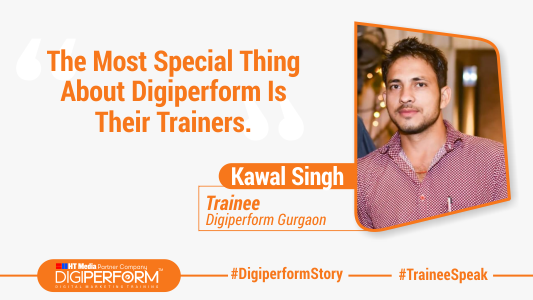 The Most Special Thing
About Digiperform Is
Their Trainers.
Kawal Singh
Trainee
Digiperform Gurgaon
HT Media Partner Company
DIGIPERFORM™
DIGITAL MARKETING TRAINING
#DigiperformStory
#TraineeSpeak